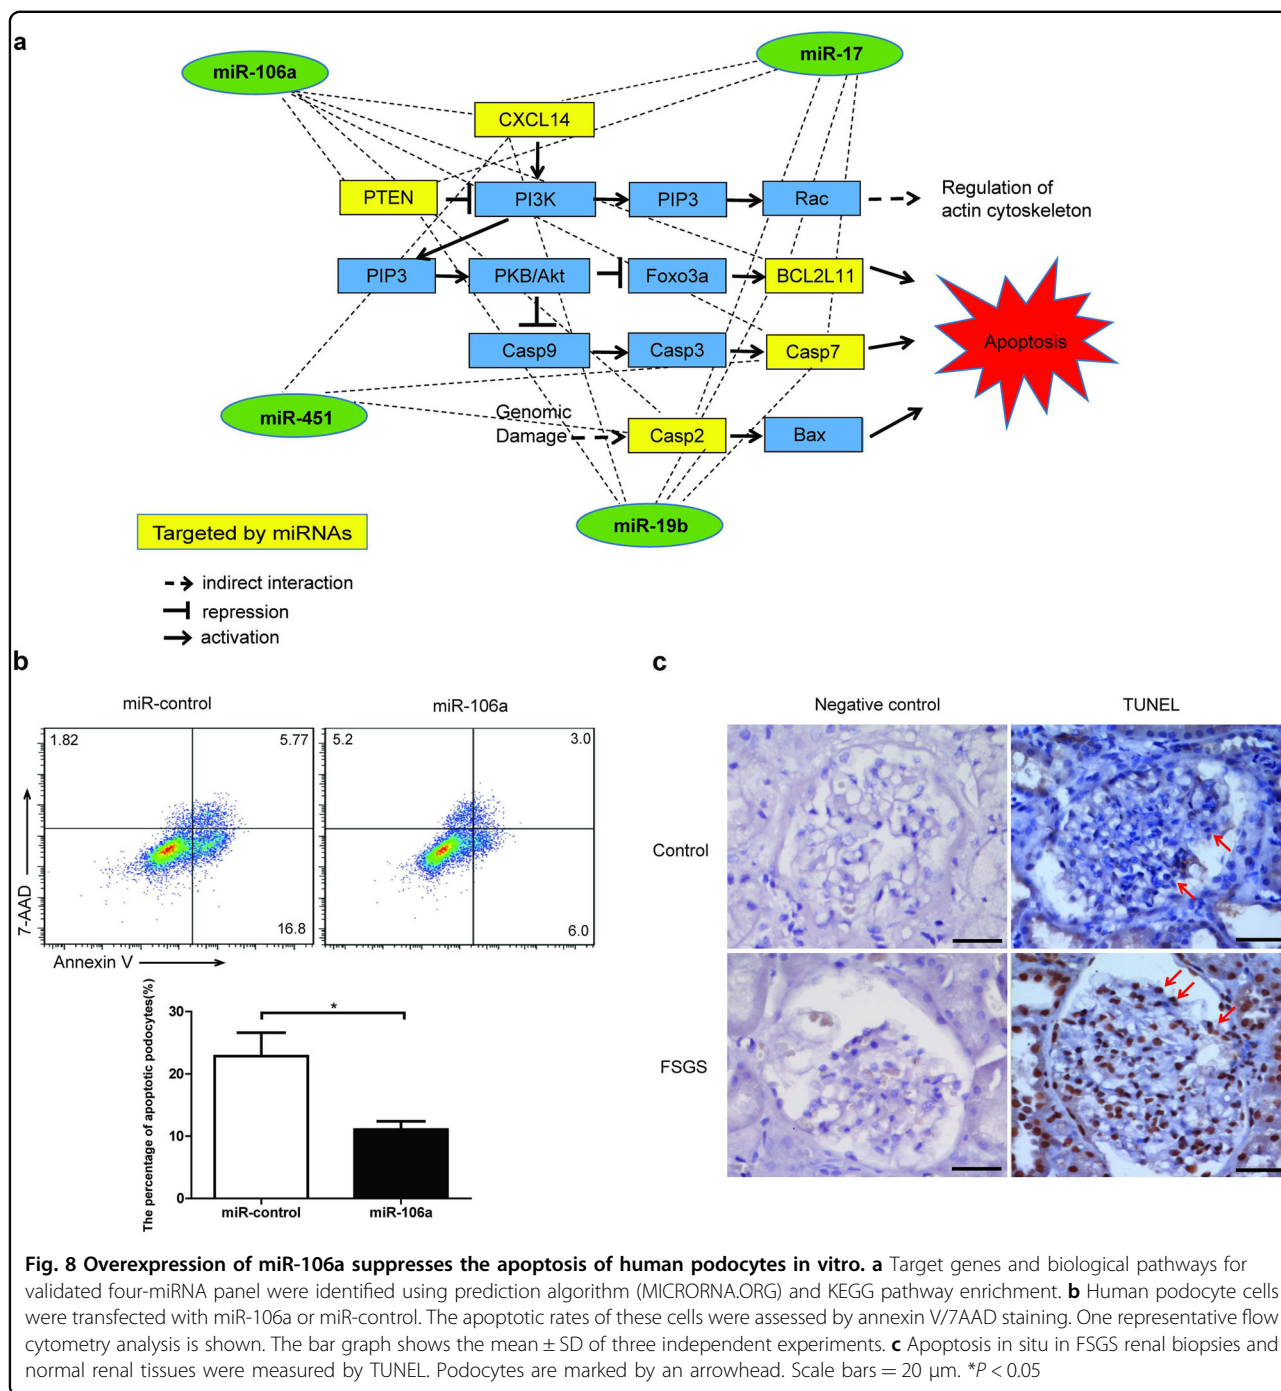 a
miR-106a
miR-17
CXCL14
PTEN
PI3K
PIP3
Rac
Regulation of
actin cytoskeleton
PIP3
PKB/Akt
Foxo3a
BCL2L11
Apoptosis
Casp9
Casp3
Casp7
miR-451
Genomic
Damage
Casp2
Bax
miR-19b
Targeted by miRNAs
indirect interaction
repression
activation
b
miR-control
miR-106a
1.82
5.77
16.8
5.2
3.0
6.0
7-AAD
Annexin V
The percentage of apoptotic podocytes(%)
30
20
10
0
*
miR-control
miR-106a
c
Negative control
TUNEL
Control
FSGS
Fig. 8 Overexpression of miR-106a suppresses the apoptosis of human podocytes in vitro. a Target genes and biological pathways for
validated four-miRNA panel were identified using prediction algorithm (MICRORNA.ORG) and KEGG pathway enrichment. b Human podocyte cells
were transfected with miR-106a or miR-control. The apoptotic rates of these cells were assessed by annexin V/7AAD staining. One representative flow
cytometry analysis is shown. The bar graph shows the mean ± SD of three independent experiments. c Apoptosis in situ in FSGS renal biopsies and
normal renal tissues were measured by TUNEL. Podocytes are marked by an arrowhead. Scale bars = 20 μm. *P < 0.05